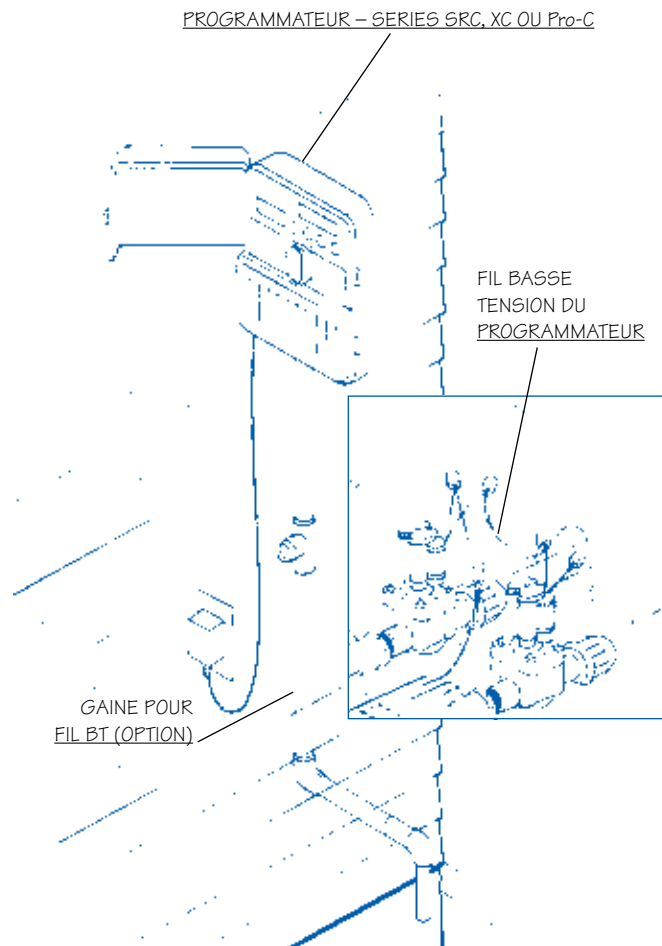 PROGRAMMATEUR – SERIES SRC, XC OU Pro-C
FIL BASSE
TENSION DU
PROGRAMMATEUR
GAINE POUR
FIL BT (OPTION)